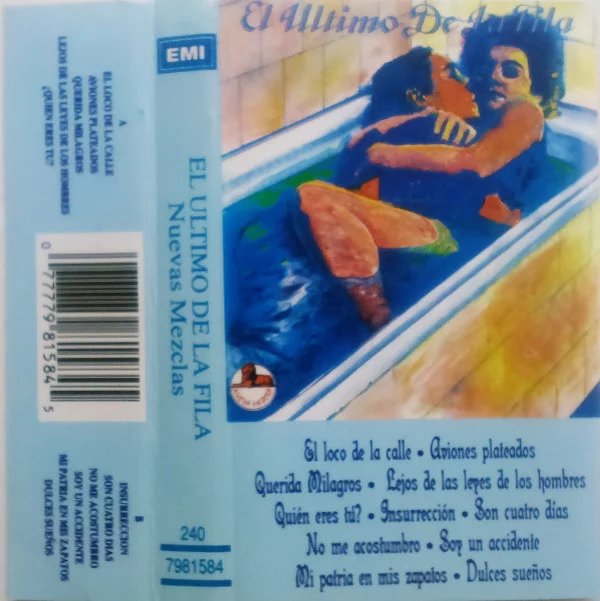 A
EL LOCO DE LA CALLE
AVIONES PLATEADOS
QUERIDA MILAGROS
LEJOS DE LAS LEYES DE LOS HOMBRES
¿QUIEN ERES TU?
0 77779 81584 5
B
INSURRECCION
SON CUATRO DIAS
NO ME ACOSTUMBRO
SOY UN ACCIDENTE
MI PATRIA EN MIS ZAPATOS
DULCES SUEÑOS
EMI
EL ULTIMO DE LA FILA
Nuevas Mezclas
240
7981584
El Ultimo De La Fila
El loco de la calle • Aviones plateados
Querida Milagros • Lejos de las leyes de los hombres
Quién eres tú? • Insurrección • Son cuatro días
No me acostumbro • Soy un accidente
Mi patria en mis zapatos • Dulces sueños